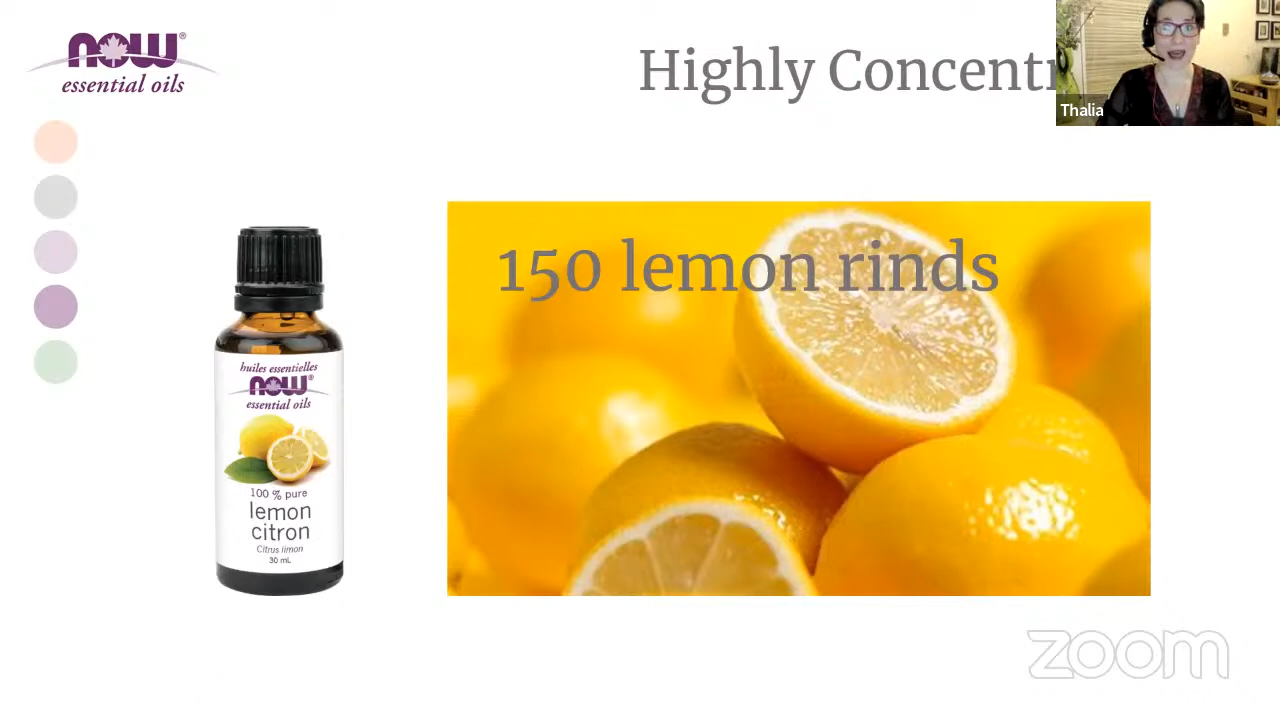 NOW®
essential oils
Highly Concentr
Thalia
150 lemon rinds
huiles essentielles
NOW®
essential oils
100 % pure
lemon
citron
Citrus limon
30 mL
zoom